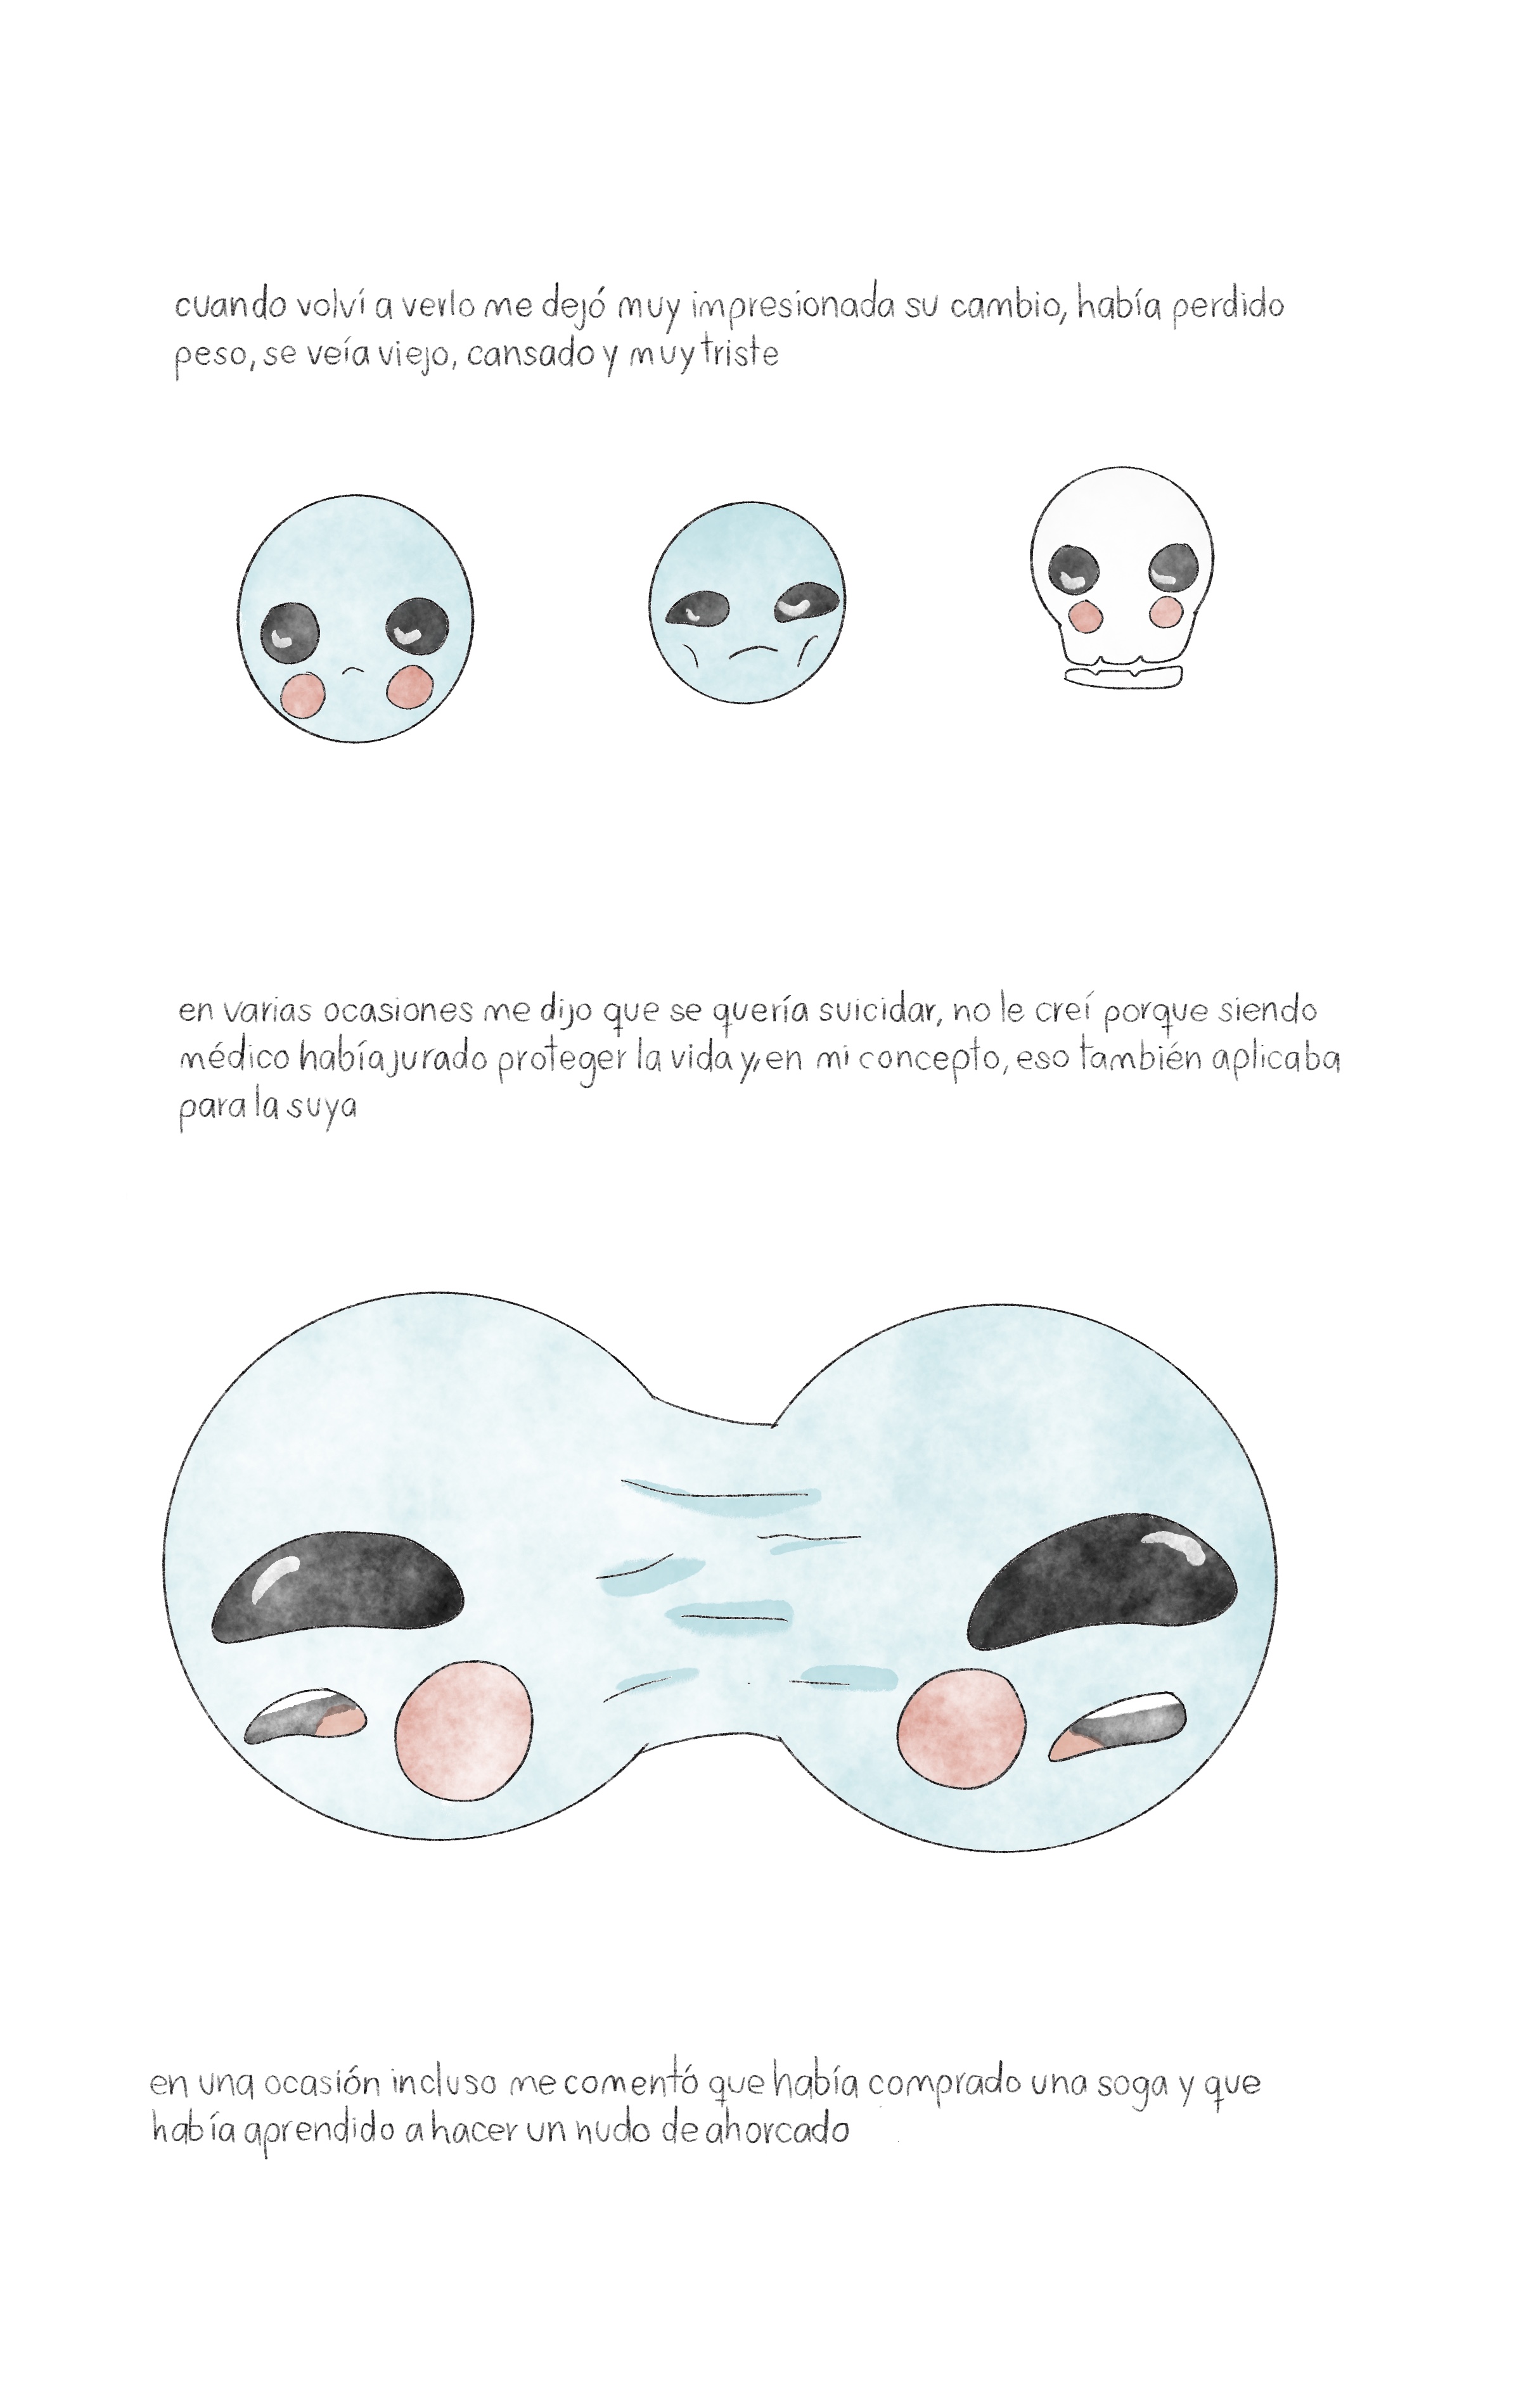 cuando volví a verlo me dejó muy impresionada su cambio, había perdido
peso, se veía viejo, cansado y muy triste
en varias ocasiones me dijo que se quería suicidar, no le creí porque siendo
médico había jurado proteger la vida y, en mi concepto, eso también aplicaba
para la suya
en una ocasión incluso me comentó que había comprado una soga y que
había aprendido a hacer un nudo de ahorcado